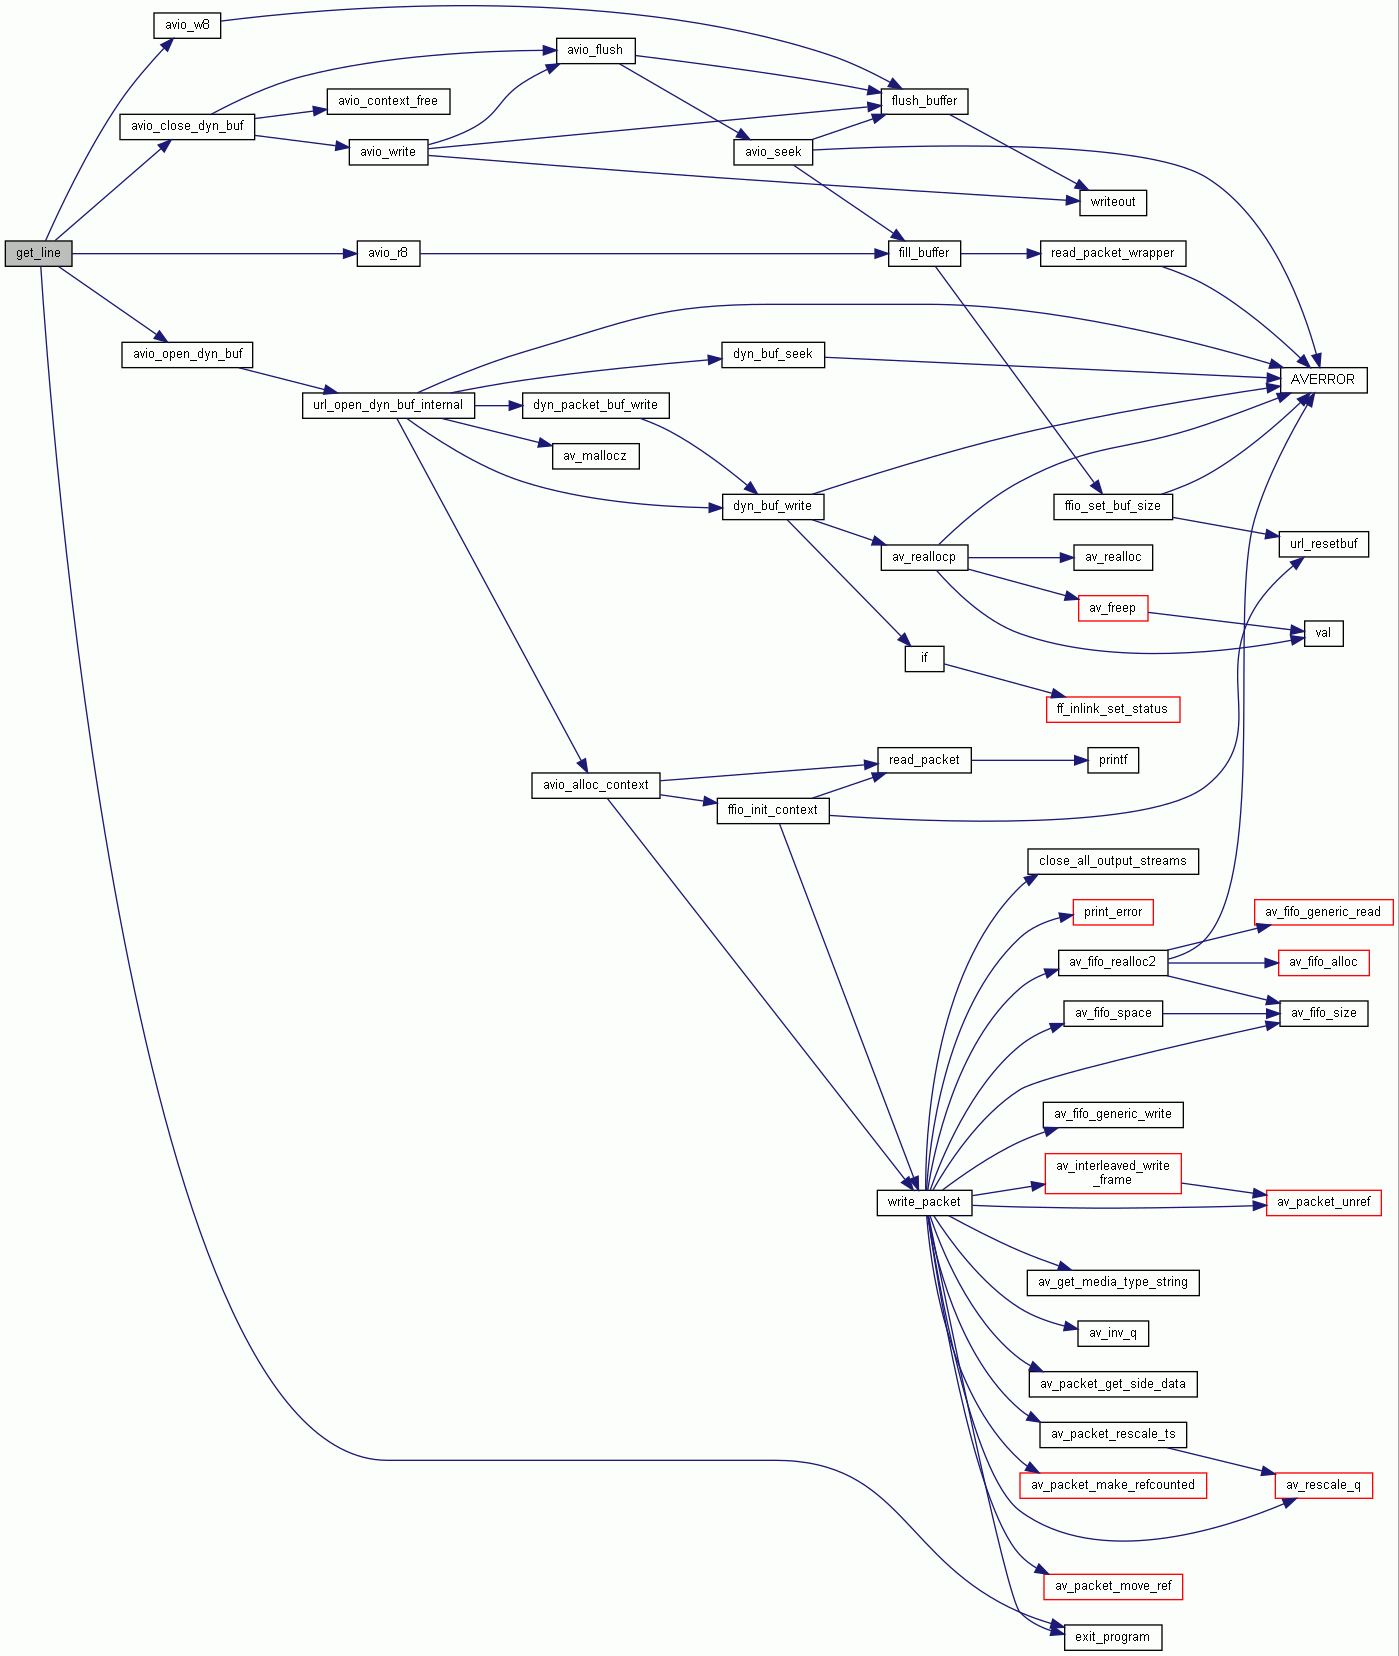 avio_w8
avio_flush
avio_context_free
flush_buffer
avio_close_dyn_buf
avio_write
avio_seek
writeout
get_line
avio_r8
fill_buffer
read_packet_wrapper
avio_open_dyn_buf
dyn_buf_seek
AVERROR
url_open_dyn_buf_internal
dyn_packet_buf_write
av_mallocz
dyn_buf_write
ffio_set_buf_size
url_resetbuf
av_reallocp
av_realloc
av_freep
val
if
ff_inlink_set_status
read_packet
printf
avio_alloc_context
ffio_init_context
close_all_output_streams
print_error
av_fifo_generic_read
av_fifo_realloc2
av_fifo_alloc
av_fifo_space
av_fifo_size
av_fifo_generic_write
av_interleaved_write
_frame
write_packet
av_packet_unref
av_get_media_type_string
av_inv_q
av_packet_get_side_data
av_packet_rescale_ts
av_packet_make_refcounted
av_rescale_q
av_packet_move_ref
exit_program